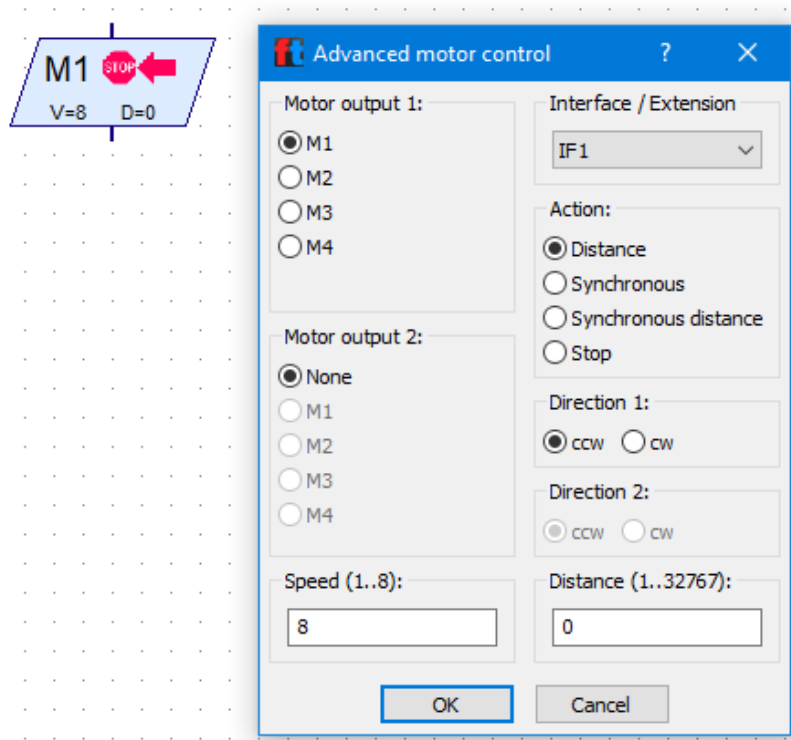 M1 STOP
V=8 D=0
ft Advanced motor control ? ×
Motor output 1:
M1
M2
M3
M4
Motor output 2:
None
M1
M2
M3
M4
Speed (1..8):
8
Interface / Extension
IF1
Action:
Distance
Synchronous
Synchronous distance
Stop
Direction 1:
ccw cw
Direction 2:
ccw cw
Distance (1..32767):
0
OK Cancel